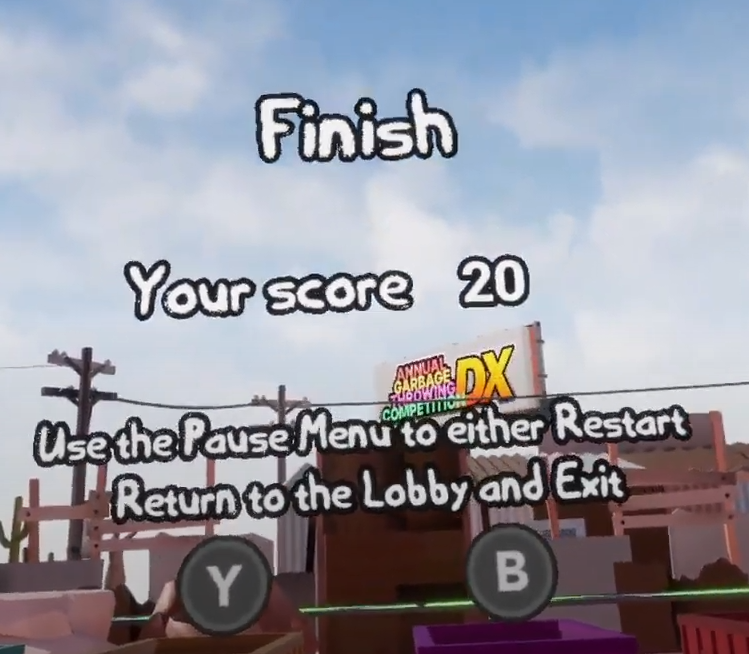 Finish
Your score 20
ANNUAL
GARBAGE
THROWING
COMPETITION
DX
Use the Pause Menu to either Restart
Return to the Lobby and Exit
Y B